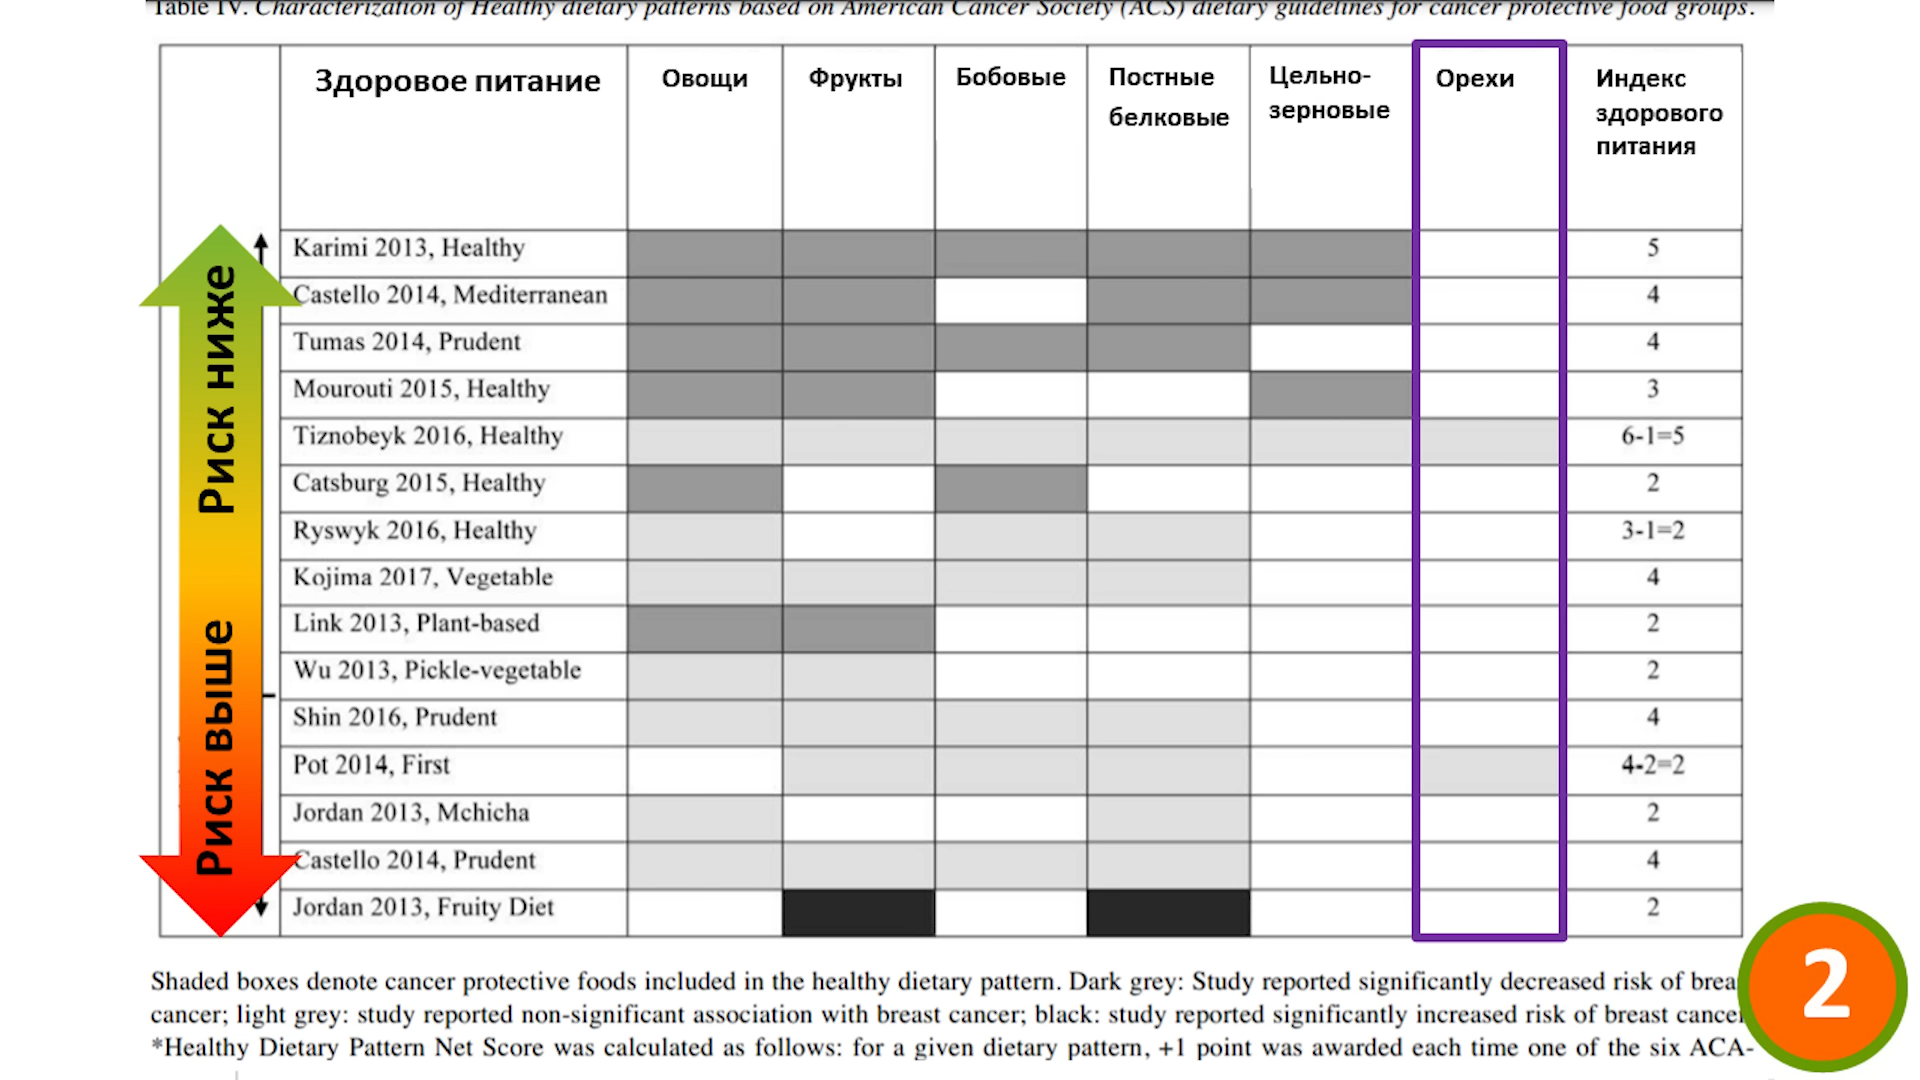 Table IV. Characterization of Healthy dietary patterns based on American Cancer Society (ACS) dietary guidelines for cancer protective food groups.
Здоровое питание Овощи Фрукты Бобовые Постные белковые Цельно-зерновые Орехи Индекс здорового питания
Риск ниже
Риск выше
Karimi 2013, Healthy 5
Castello 2014, Mediterranean 4
Tumas 2014, Prudent 4
Mourouti 2015, Healthy 3
Tiznobeyk 2016, Healthy 6-1=5
Catsburg 2015, Healthy 2
Ryswyk 2016, Healthy 3-1=2
Kojima 2017, Vegetable 4
Link 2013, Plant-based 2
Wu 2013, Pickle-vegetable 2
Shin 2016, Prudent 4
Pot 2014, First 4-2=2
Jordan 2013, Mchicha 2
Castello 2014, Prudent 4
Jordan 2013, Fruity Diet 2
Shaded boxes denote cancer protective foods included in the healthy dietary pattern. Dark grey: Study reported significantly decreased risk of brea
cancer; light grey: study reported non-significant association with breast cancer; black: study reported significantly increased risk of breast cancer
*Healthy Dietary Pattern Net Score was calculated as follows: for a given dietary pattern, +1 point was awarded each time one of the six ACA-
2